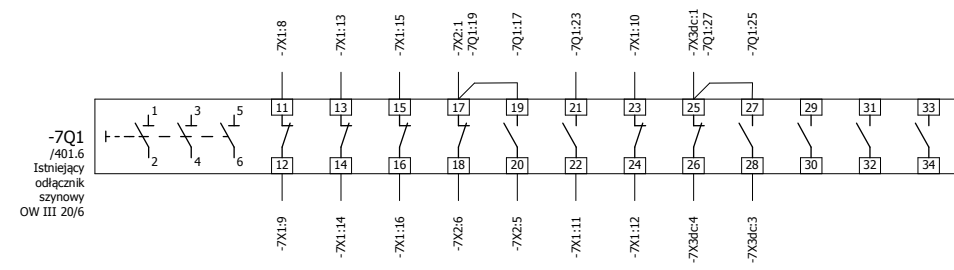 -7X1:8
-7X1:13
-7X1:15
-7X2:1
-7Q1:19
-7Q1:17
-7Q1:23
-7X1:10
-7X3dc:1
-7Q1:27
-7Q1:25
-7Q1
/401.6
Istniejący
odłącznik
szynowy
OW III 20/6
1 3 5
2 4 6
11 13 15 17 19 21 23 25 27 29 31 33
12 14 16 18 20 22 24 26 28 30 32 34
-7X1:9
-7X1:14
-7X1:16
-7X2:6
-7X2:5
-7X1:11
-7X1:12
-7X3dc:4
-7X3dc:3